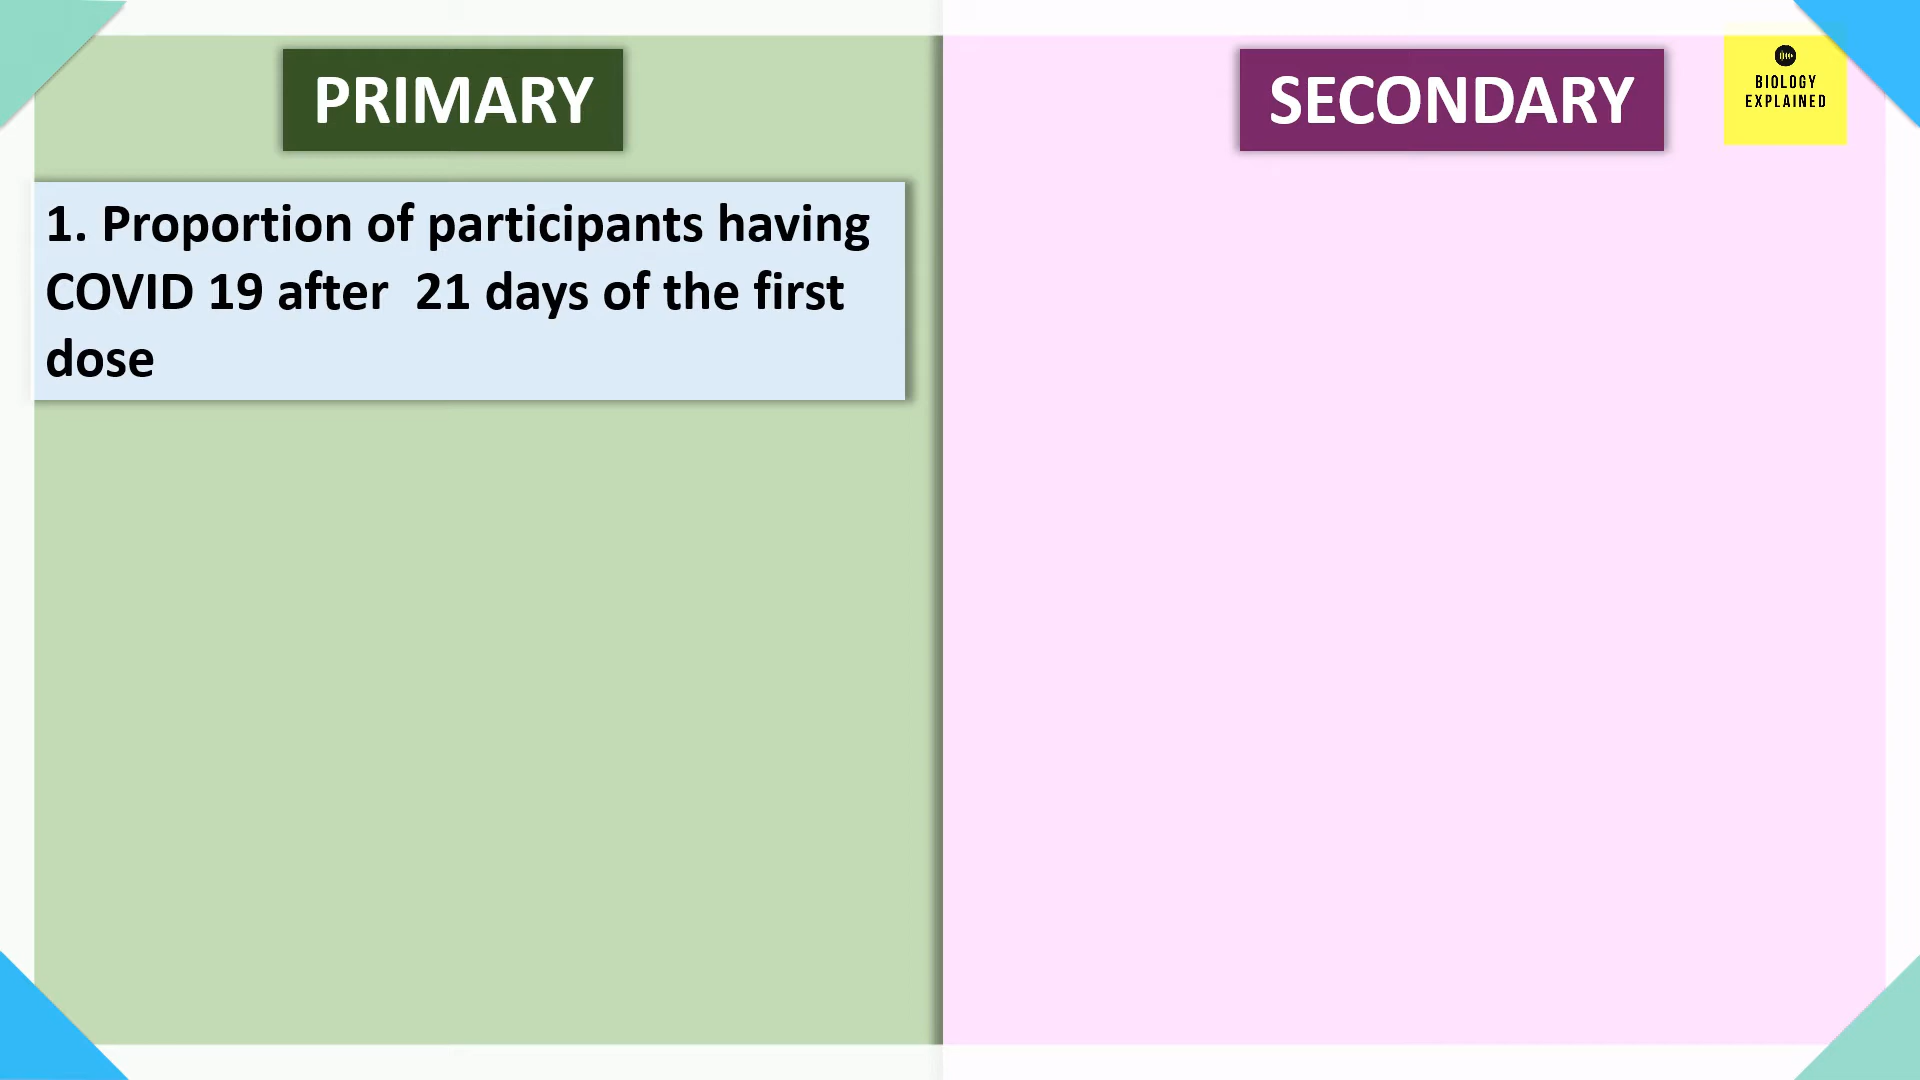 PRIMARY
SECONDARY
BIOLOGY
EXPLAINED
1. Proportion of participants having
COVID 19 after  21 days of the first
dose